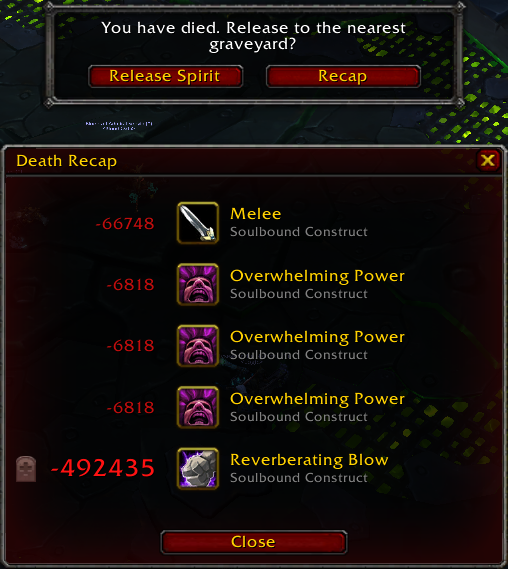 You have died. Release to the nearest
graveyard?
Release Spirit
Recap
Death Recap
-66748
Melee
Soulbound Construct
-6818
Overwhelming Power
Soulbound Construct
-6818
Overwhelming Power
Soulbound Construct
-6818
Overwhelming Power
Soulbound Construct
-492435
Reverberating Blow
Soulbound Construct
Close